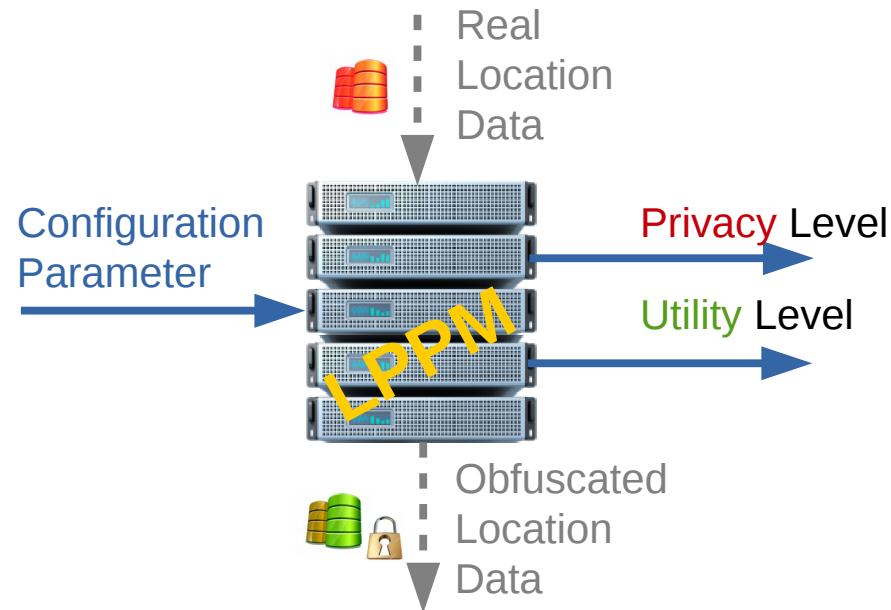 Real
Location
Data
Configuration
Parameter
Privacy Level
Utility Level
LPPM
Obfuscated
Location
Data